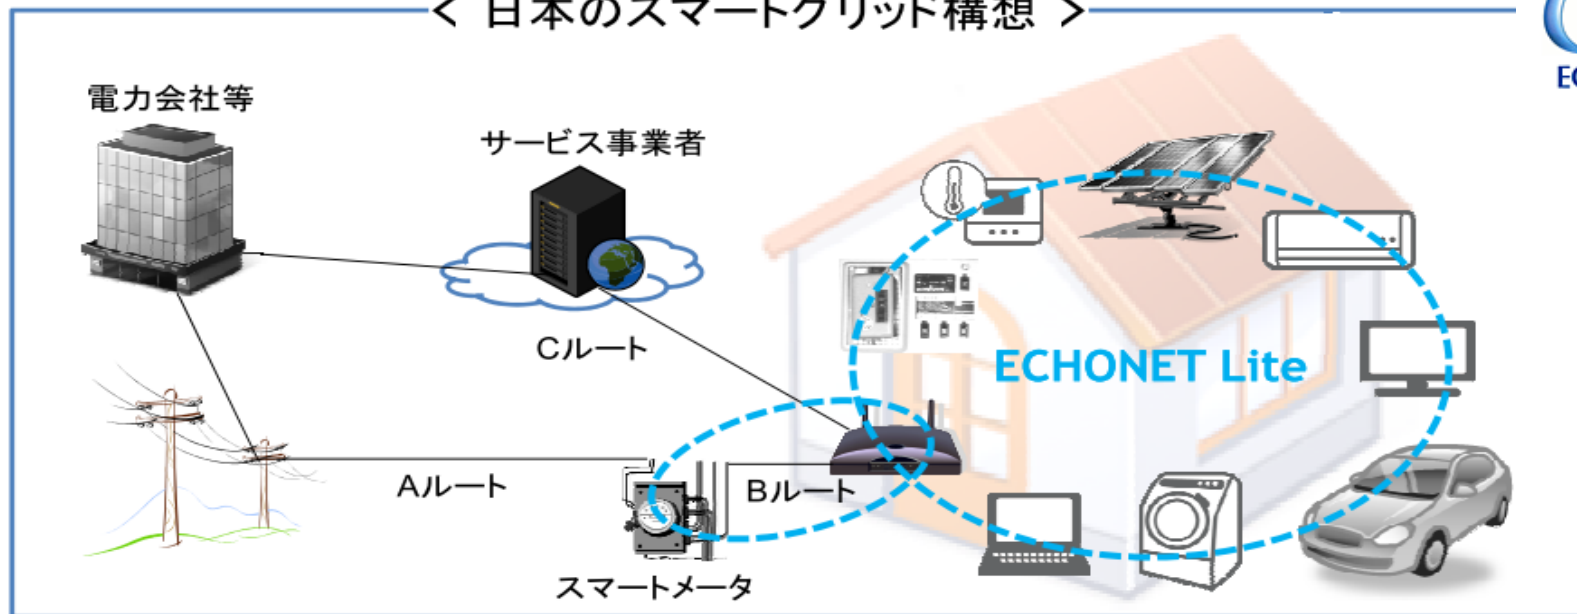 < 日本のスマートグリッド構想 >
電力会社等
サービス事業者
Cルート
ECHONET Lite
Aルート
Bルート
スマートメータ